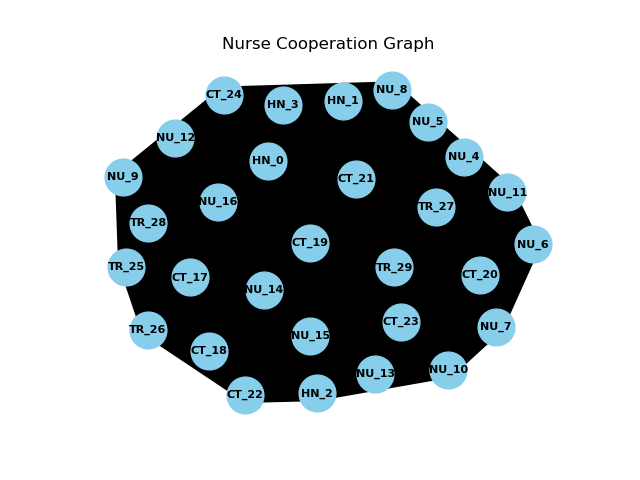 Nurse Cooperation Graph
NU_8
CT_24
HN_1
HN_3
NU_5
NU_12
NU_4
HN_0
NU_9
CT_21
NU_11
NU_16
TR_27
TR_28
CT_19
NU_6
TR_25
TR_29
CT_20
CT_17
NU_14
CT_23
NU_7
TR_26
NU_15
CT_18
NU_10
NU_13
HN_2
CT_22